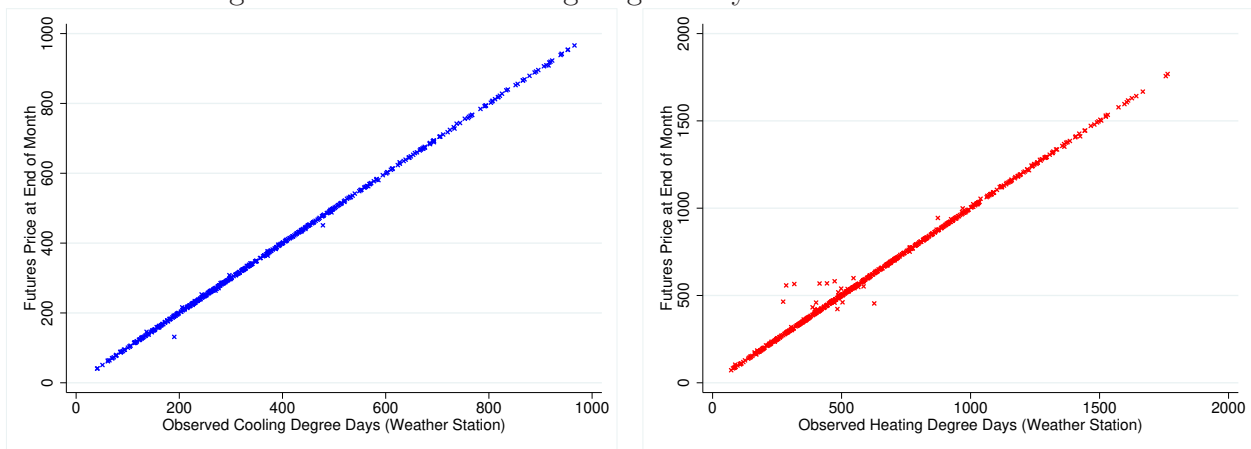 Futures Price at End of Month
1000
800
600
400
200
0
0 200 400 600 800 1000
Observed Cooling Degree Days (Weather Station)
Futures Price at End of Month
2000
1500
1000
500
0
0 500 1000 1500 2000
Observed Heating Degree Days (Weather Station)